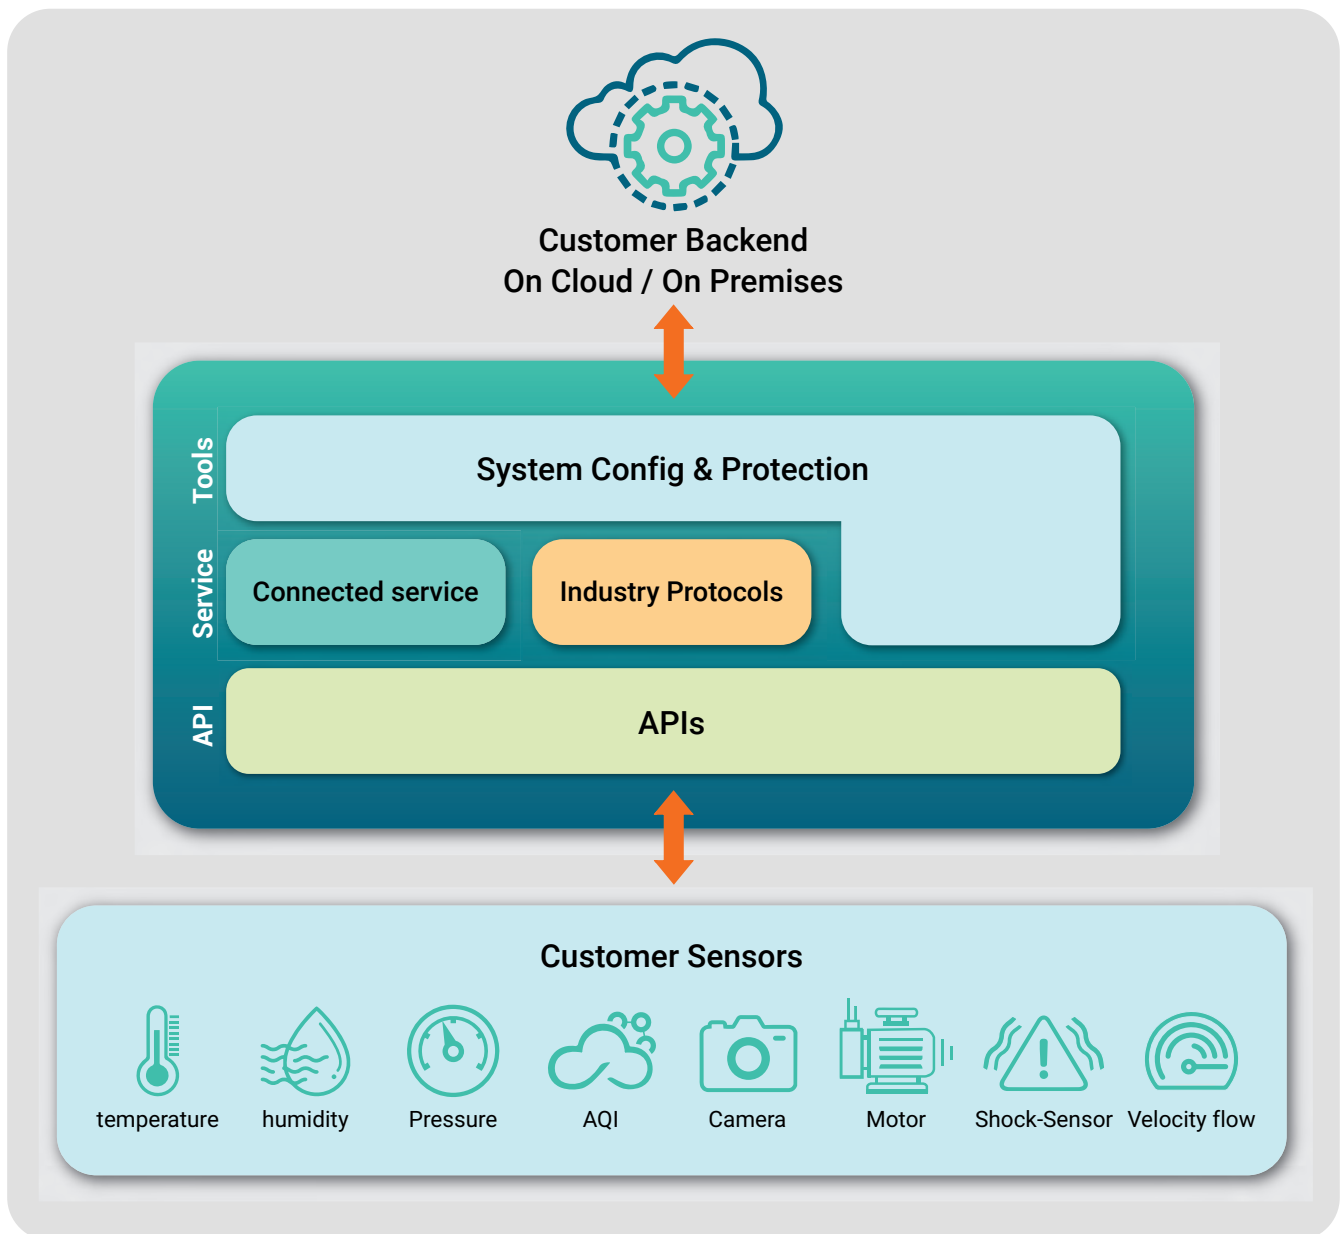 Customer Backend
On Cloud / On Premises
Tools
System Config & Protection
Service
Connected service
Industry Protocols
API
APIs
Customer Sensors
temperature
humidity
Pressure
AQI
Camera
Motor
Shock-Sensor
Velocity flow